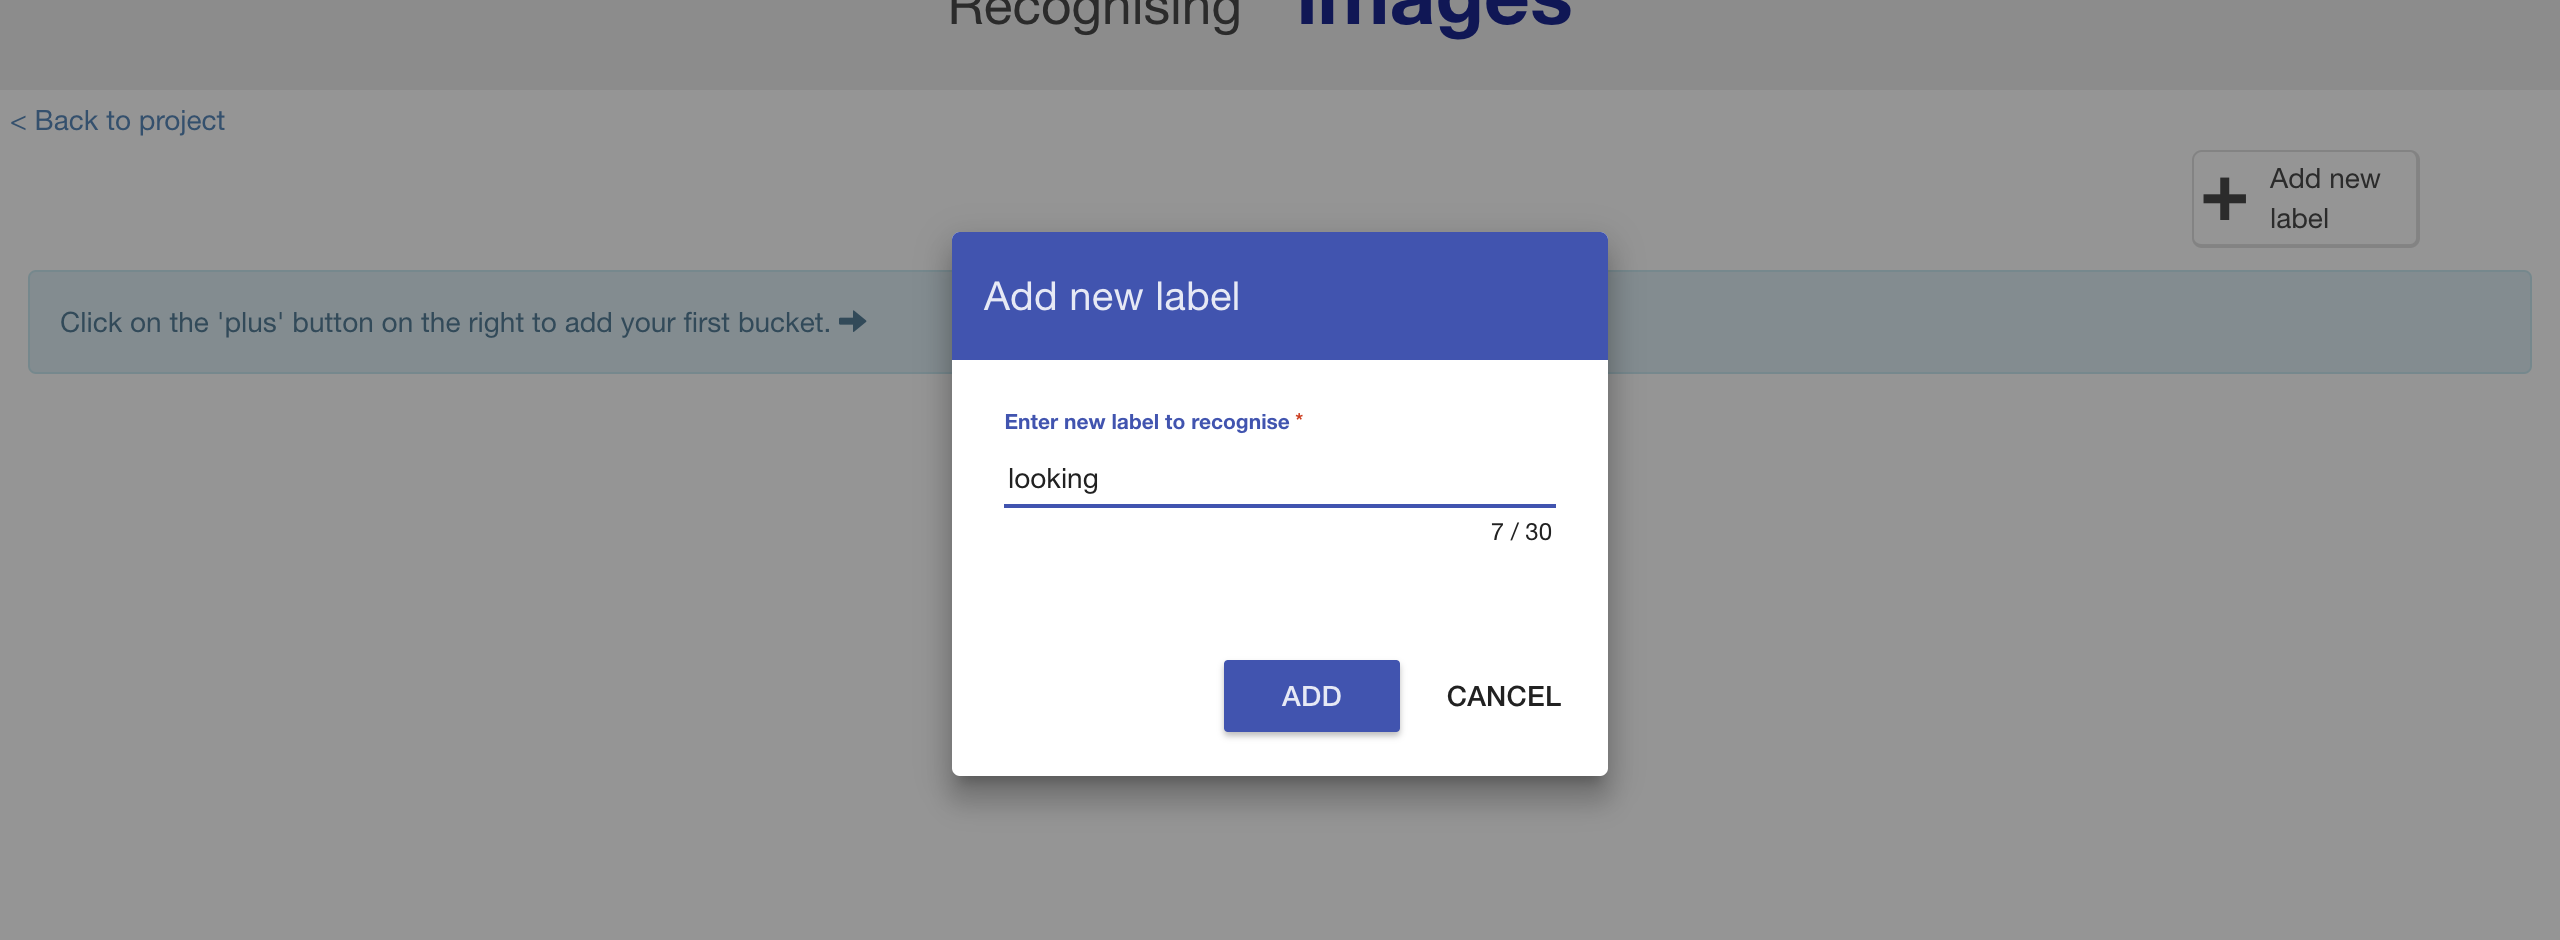 Recognising images
< Back to project
Add new
label
Click on the 'plus' button on the right to add your first bucket.
Add new label
Enter new label to recognise *
looking
7 / 30
ADD CANCEL